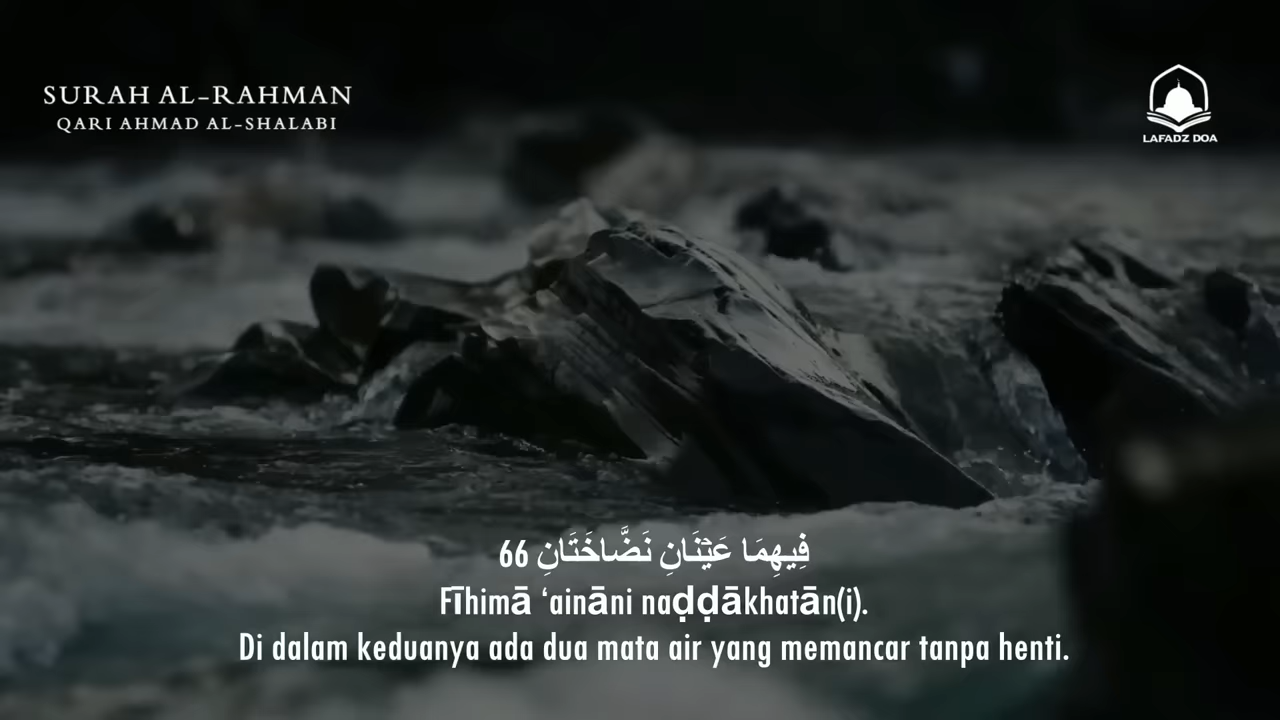 SURAH AL-RAHMAN
QARI AHMAD AL-SHALABI
LAFADZ DOA
فِيهِمَا عَيْنَانِ نَضَّاخَتَانِ 66
Fīhimā ‘aināni naḍḍākhatān(i).
Di dalam keduanya ada dua mata air yang memancar tanpa henti.